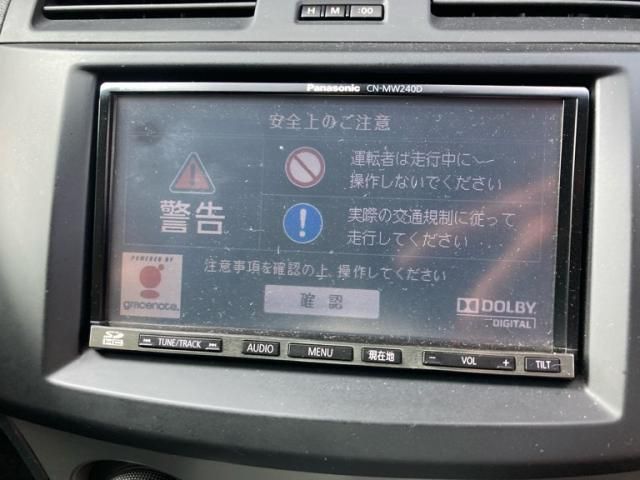 H M :00
Panasonic CN-MW240D
安全上のご注意
警告
運転者は走行中に
操作しないでください
実際の交通規制に従って
走行してください
注意事項を確認の上、操作してください
POWERED BY
gracenote.
確認
DOLBY
DIGITAL
SD
HC
TUNE/TRACK
AUDIO
MENU
現在地
− VOL +
TILT